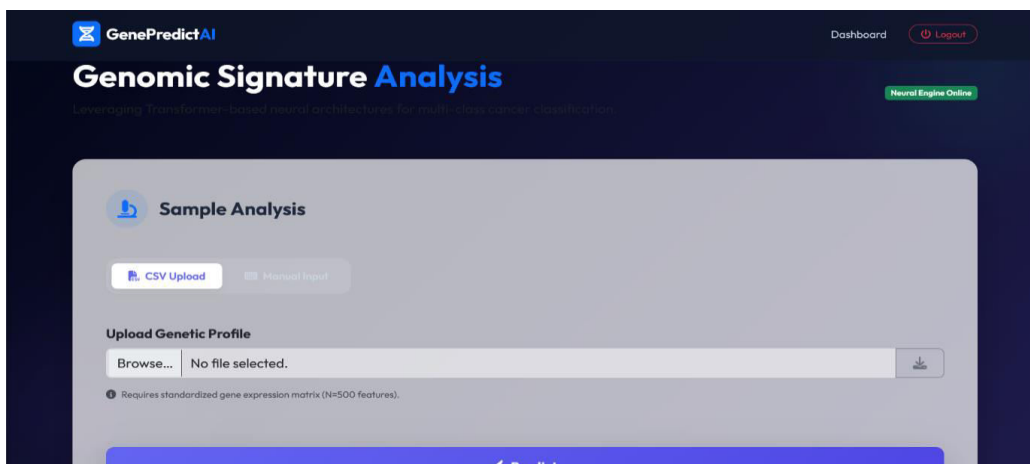 GenePredictAI
Dashboard
Logout
Genomic Signature Analysis
Neural Engine Online
Leveraging Transformer-based neural architectures for multi-class cancer classification.
Sample Analysis
CSV Upload
Manual Input
Upload Genetic Profile
Browse... No file selected.
Requires standardized gene expression matrix (N=500 features).